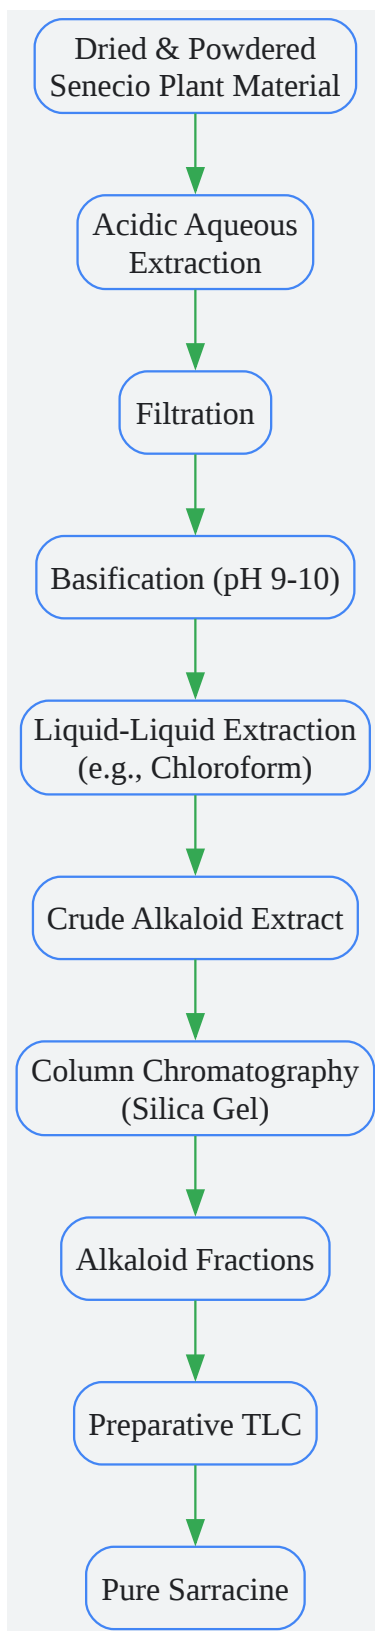 Dried & Powdered
Senecio Plant Material
Acidic Aqueous
Extraction
Filtration
Basification (pH 9-10)
Liquid-Liquid Extraction
(e.g., Chloroform)
Crude Alkaloid Extract
Column Chromatography
(Silica Gel)
Alkaloid Fractions
Preparative TLC
Pure Sarracine